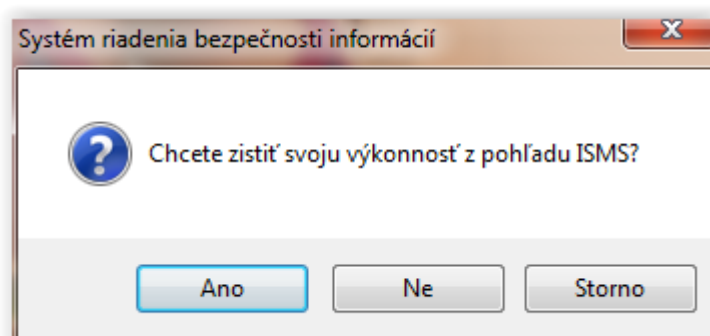 Systém riadenia bezpečnosti informácií
Chcete zistiť svoju výkonnosť z pohľadu ISMS?
Ano Ne Storno